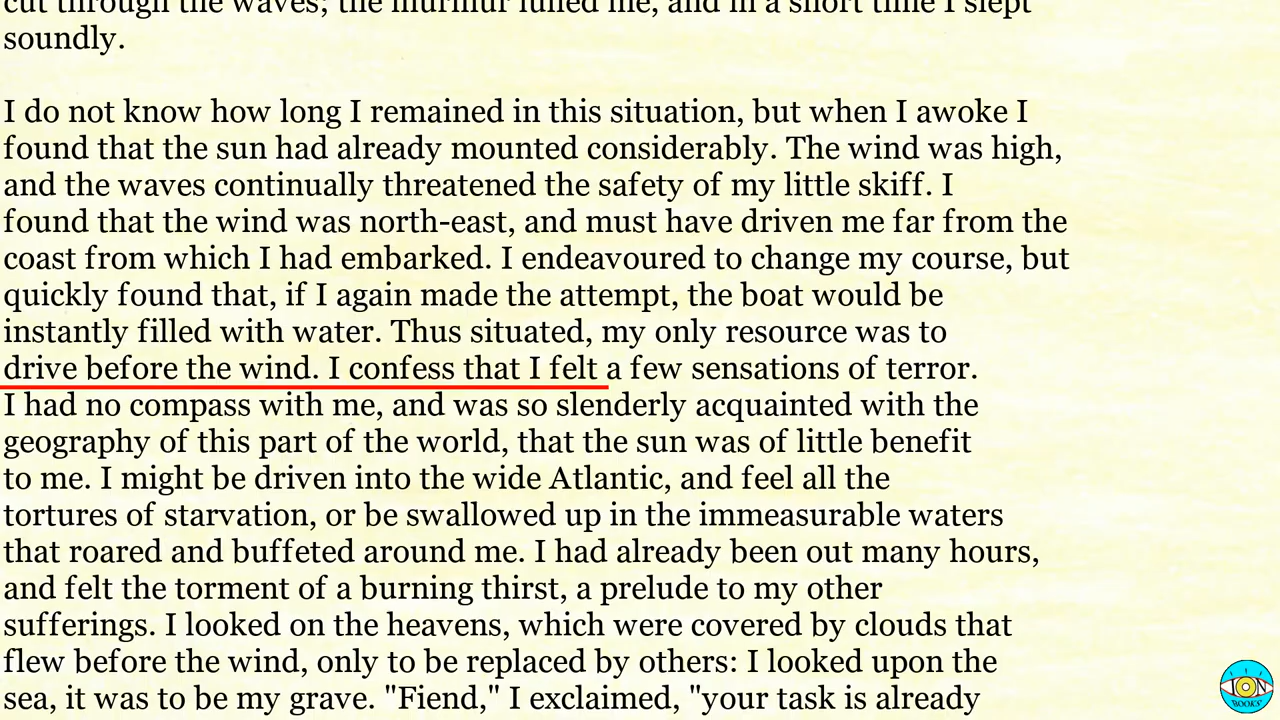 cut through the waves; the murmur lulled me, and in a short time I slept
soundly.
I do not know how long I remained in this situation, but when I awoke I
found that the sun had already mounted considerably. The wind was high,
and the waves continually threatened the safety of my little skiff. I
found that the wind was north-east, and must have driven me far from the
coast from which I had embarked. I endeavoured to change my course, but
quickly found that, if I again made the attempt, the boat would be
instantly filled with water. Thus situated, my only resource was to
drive before the wind. I confess that I felt a few sensations of terror.
I had no compass with me, and was so slenderly acquainted with the
geography of this part of the world, that the sun was of little benefit
to me. I might be driven into the wide Atlantic, and feel all the
tortures of starvation, or be swallowed up in the immeasurable waters
that roared and buffeted around me. I had already been out many hours,
and felt the torment of a burning thirst, a prelude to my other
sufferings. I looked on the heavens, which were covered by clouds that
flew before the wind, only to be replaced by others: I looked upon the
sea, it was to be my grave. "Fiend," I exclaimed, "your task is already
ION
BOOKS